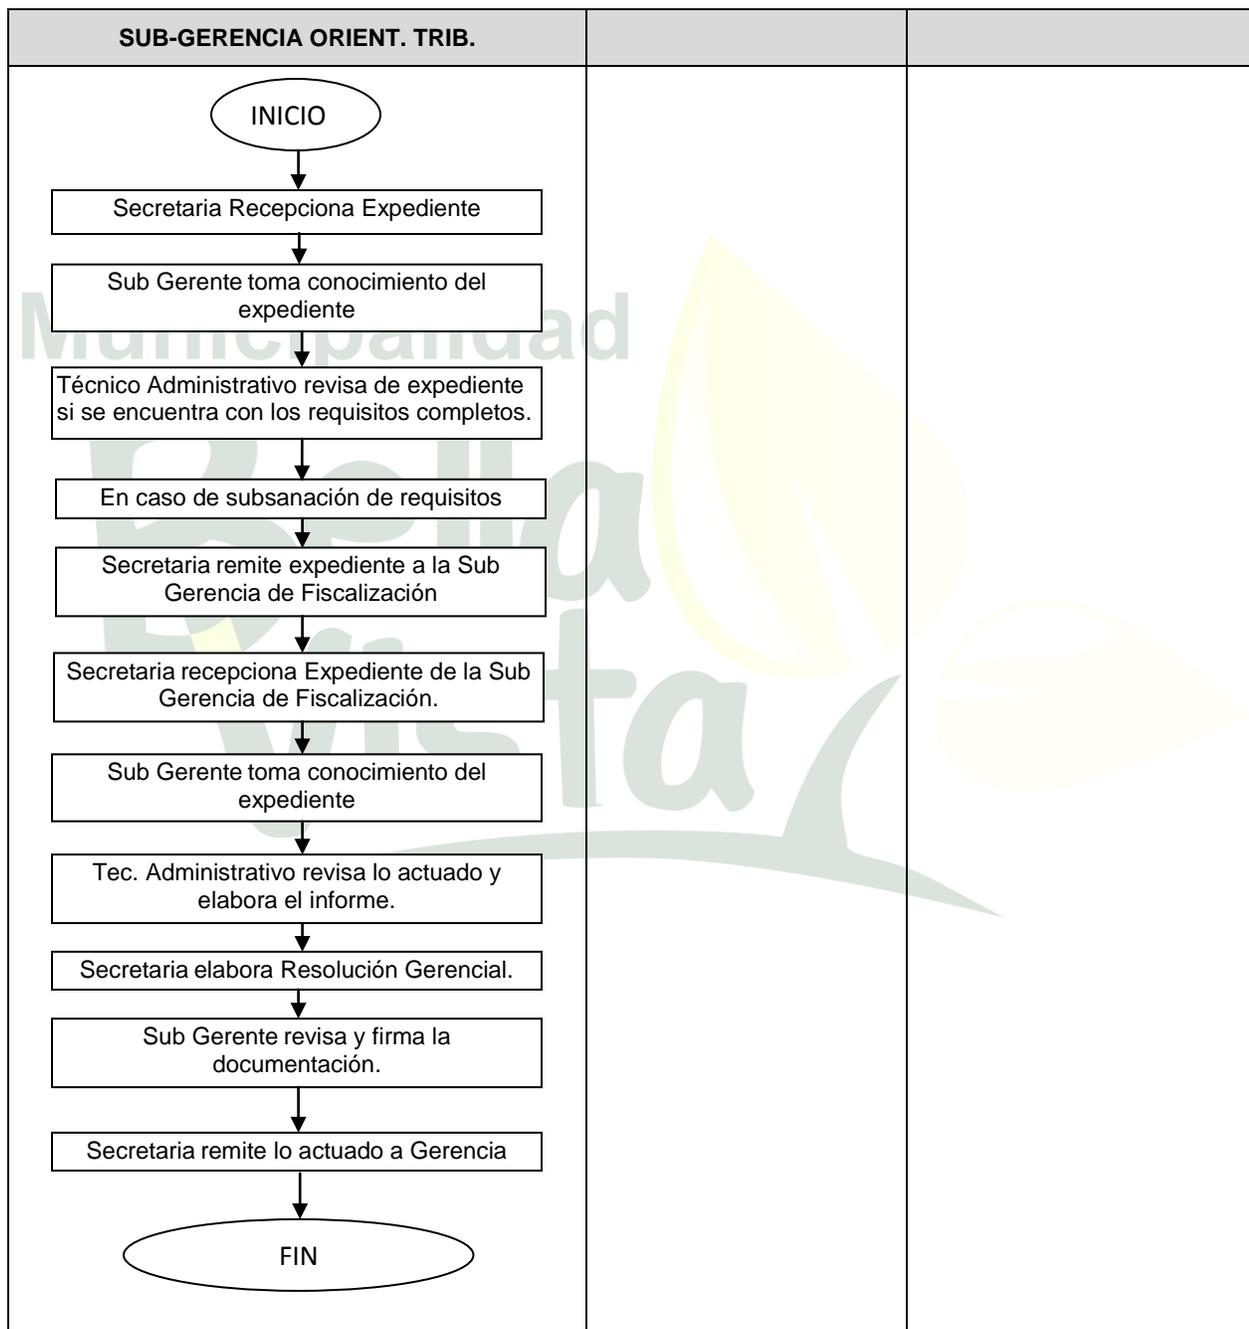 SUB-GERENCIA ORIENT. TRIB.
INICIO
Secretaria Recepciona Expediente
Sub Gerente toma conocimiento del
expediente
Municipalidad
Técnico Administrativo revisa de expediente
si se encuentra con los requisitos completos.
Bella
En caso de subsanación de requisitos
Secretaria remite expediente a la Sub
Gerencia de Fiscalización
Vista
Secretaria recepciona Expediente de la Sub
Gerencia de Fiscalización.
Sub Gerente toma conocimiento del
expediente
Tec. Administrativo revisa lo actuado y
elabora el informe.
Secretaria elabora Resolución Gerencial.
Sub Gerente revisa y firma la
documentación.
Secretaria remite lo actuado a Gerencia
FIN